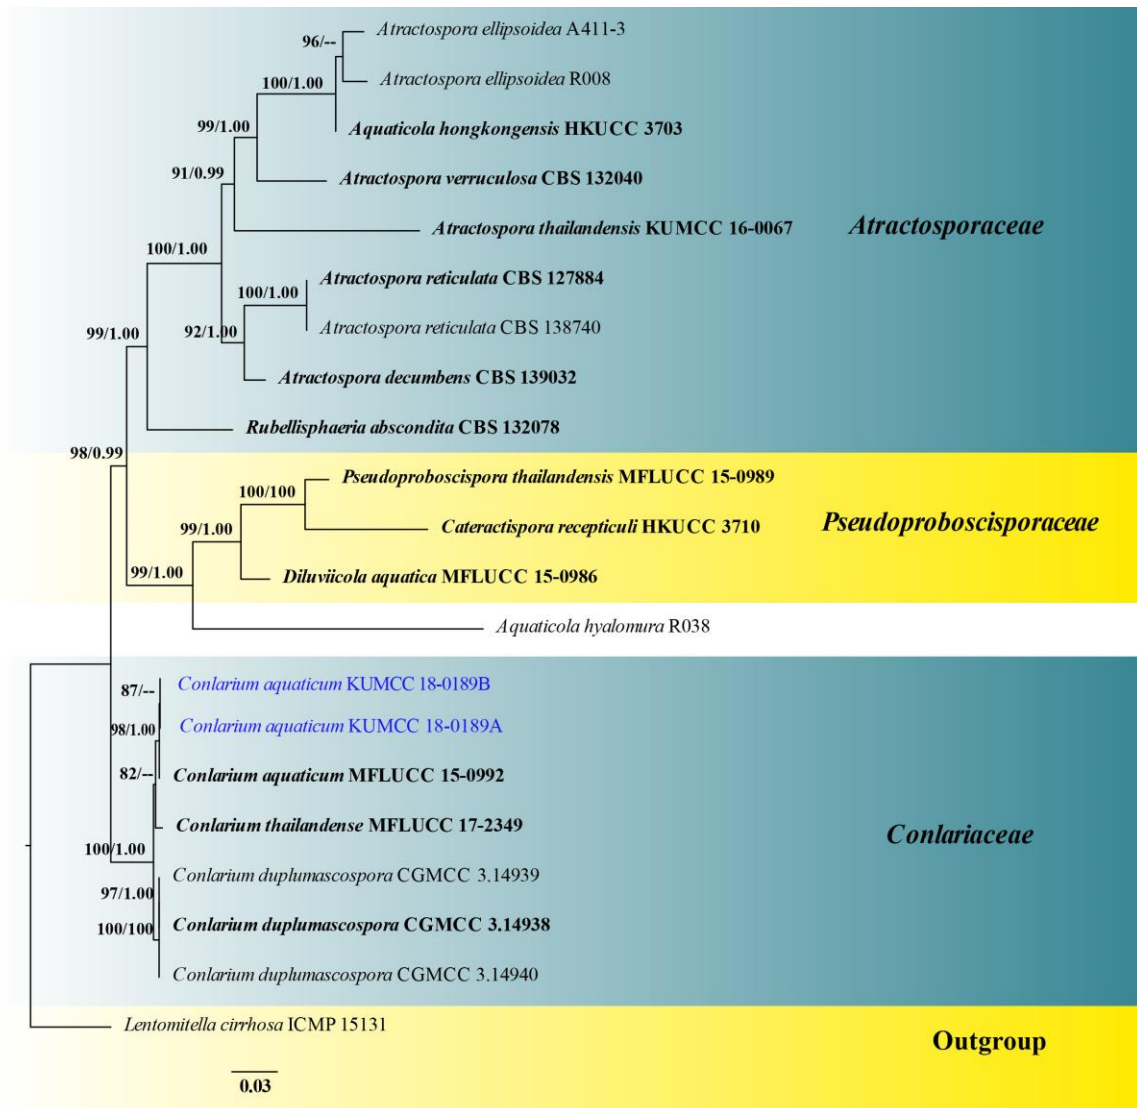 Atractospora ellipsoidea A411-3
96/--
Atractospora ellipsoidea R008
100/1.00
99/1.00
Aquaticola hongkongensis HKUCC 3703
91/0.99
Atractospora verruculosa CBS 132040
Atractospora thailandensis KUMCC 16-0067
Atractosporaceae
100/1.00
Atractospora reticulata CBS 127884
100/1.00
Atractospora reticulata CBS 138740
99/1.00
92/1.00
Atractospora decumbens CBS 139032
Rubellisphaeria abscondita CBS 132078
98/0.99
Pseudoproboscispora thailandensis MFLUCC 15-0989
100/100
Cateractispora recepticuli HKUCC 3710
Pseudoproboscisporaceae
99/1.00
99/1.00
Diluviicola aquatica MFLUCC 15-0986
Aquaticola hyalomura R038
Conlarium aquaticum KUMCC 18-0189B
87/--
Conlarium aquaticum KUMCC 18-0189A
98/1.00
82/--
Conlarium aquaticum MFLUCC 15-0992
Conlarium thailandense MFLUCC 17-2349
Conlariaceae
100/1.00
Conlarium duplumascospora CGMCC 3.14939
97/1.00
Conlarium duplumascospora CGMCC 3.14938
100/100
Conlarium duplumascospora CGMCC 3.14940
Lentomitella cirrhosa ICMP 15131
Outgroup
0.03